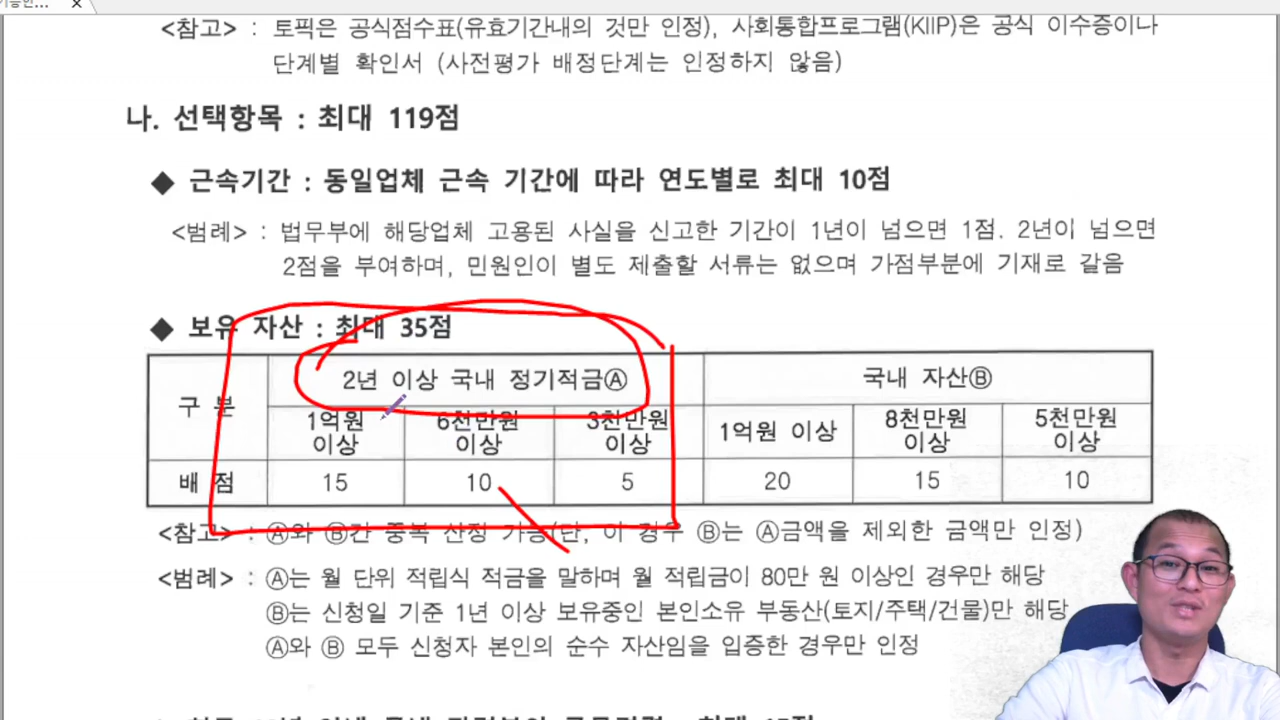 <참고> : 토픽은 공식점수표(유효기간내의 것만 인정), 사회통합프로그램(KIIP)은 공식 이수증이나
단계별 확인서 (사전평가 배정단계는 인정하지 않음)
나. 선택항목 : 최대 119점
◆ 근속기간 : 동일업체 근속 기간에 따라 연도별로 최대 10점
<범례> : 법무부에 해당업체 고용된 사실을 신고한 기간이 1년이 넘으면 1점. 2년이 넘으면
2점을 부여하며, 민원인이 별도 제출할 서류는 없으며 가점부분에 기재로 갈음
◆ 보유 자산 : 최대 35점
구 분
2년 이상 국내 정기적금Ⓐ
국내 자산Ⓑ
1억원 이상
6천만원 이상
3천만원 이상
1억원 이상
8천만원 이상
5천만원 이상
배 점 15 10 5 20 15 10
<참고> : Ⓐ와 Ⓑ간 중복 산정 가능(단, 이 경우 Ⓑ는 Ⓐ금액을 제외한 금액만 인정)
<범례> : Ⓐ는 월 단위 적립식 적금을 말하며 월 적립금이 80만 원 이상인 경우만 해당
Ⓑ는 신청일 기준 1년 이상 보유중인 본인소유 부동산(토지/주택/건물)만 해당
Ⓐ와 Ⓑ 모두 신청자 본인의 순수 자산임을 입증한 경우만 인정